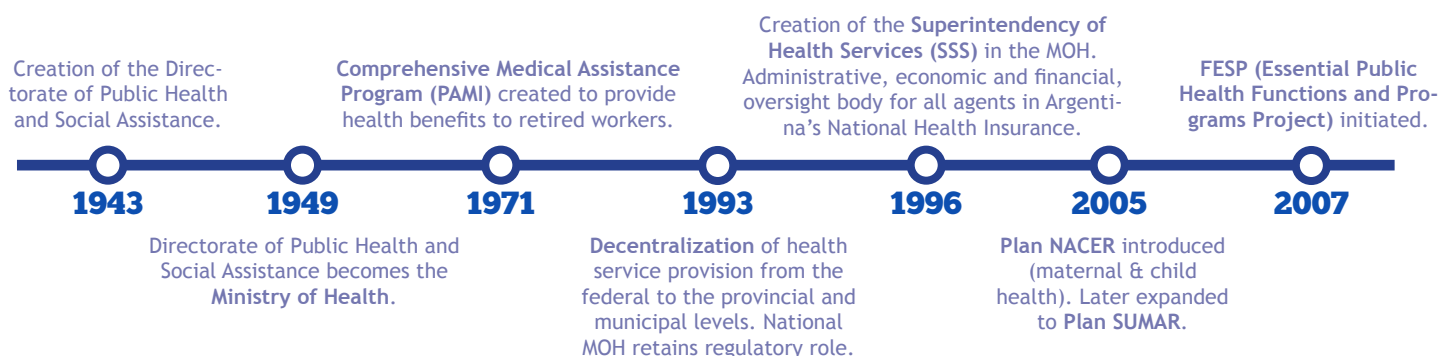 Creation of the Direc-
torate of Public Health
and Social Assistance.
Comprehensive Medical Assistance
Program (PAMI) created to provide
health benefits to retired workers.
Creation of the Superintendency of
Health Services (SSS) in the MOH.
Administrative, economic and financial,
oversight body for all agents in Argenti-
na's National Health Insurance.
FESP (Essential Public
Health Functions and Pro-
grams Project) initiated.
1943
1949
1971
1993
1996
2005
2007
Directorate of Public Health and
Social Assistance becomes the
Ministry of Health.
Decentralization of health
service provision from the
federal to the provincial and
municipal levels. National
MOH retains regulatory role.
Plan NACER introduced
(maternal & child
health). Later expanded
to Plan SUMAR.